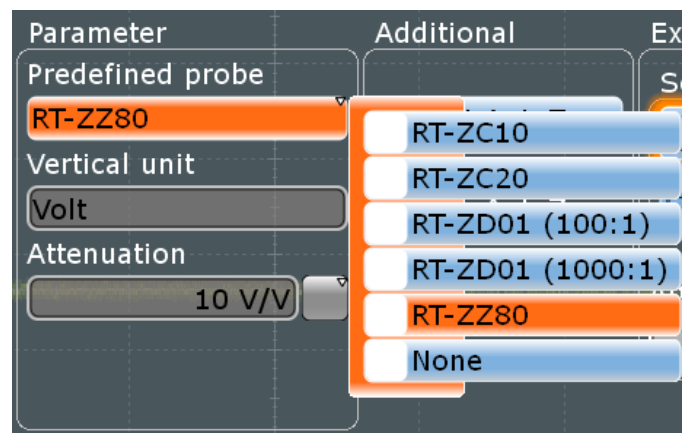 Parameter
Predefined probe
RT-ZZ80
Vertical unit
Volt
Attenuation
10 V/V
Additional
RT-ZC10
RT-ZC20
RT-ZD01 (100:1)
RT-ZD01 (1000:1)
RT-ZZ80
None
Ex